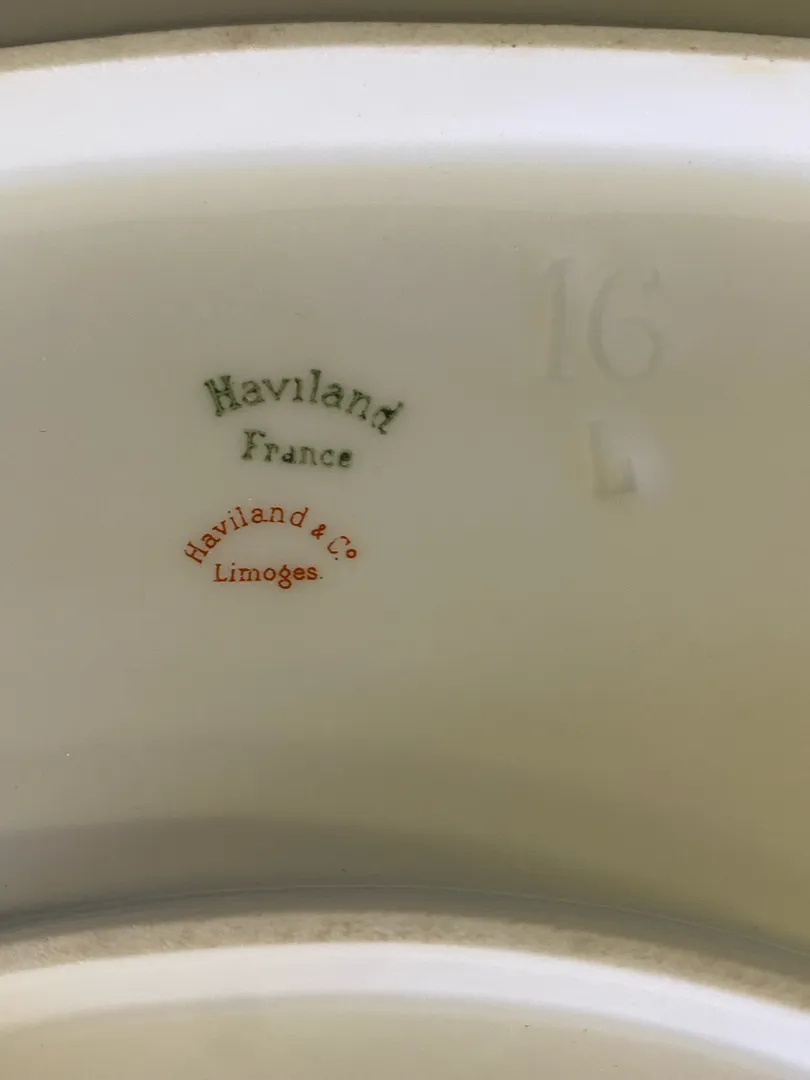 16
L
Haviland
France
Haviland & Co
Limoges.